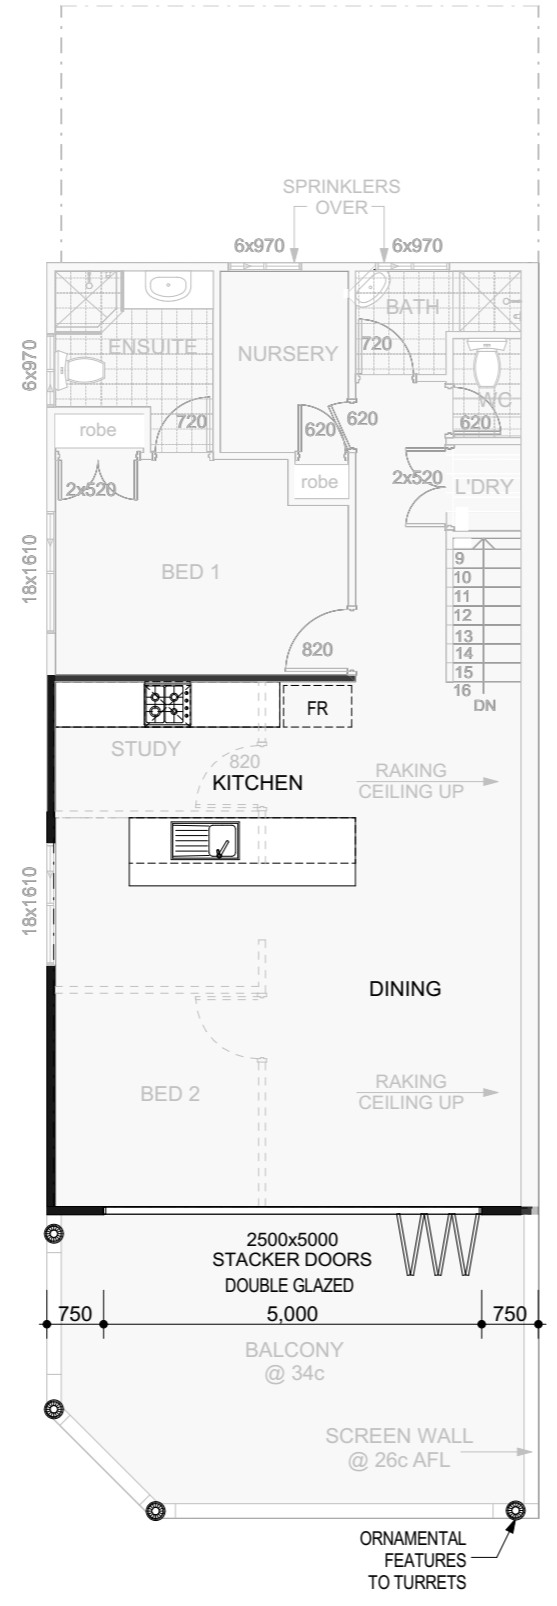 SPRINKLERS
OVER
6x970
6x970
BATH
ENSUITE
NURSERY
720
6x970
WC
720
620
620
620
robe
robe
2x520
2x520
L'DRY
18x1610
BED 1
9
10
11
12
13
14
15
16
DN
820
FR
STUDY
820
KITCHEN
RAKING
CEILING UP
18x1610
DINING
BED 2
RAKING
CEILING UP
2500x5000
STACKER DOORS
DOUBLE GLAZED
750
5,000
750
BALCONY
@ 34c
SCREEN WALL
@ 26c AFL
ORNAMENTAL
FEATURES
TO TURRETS